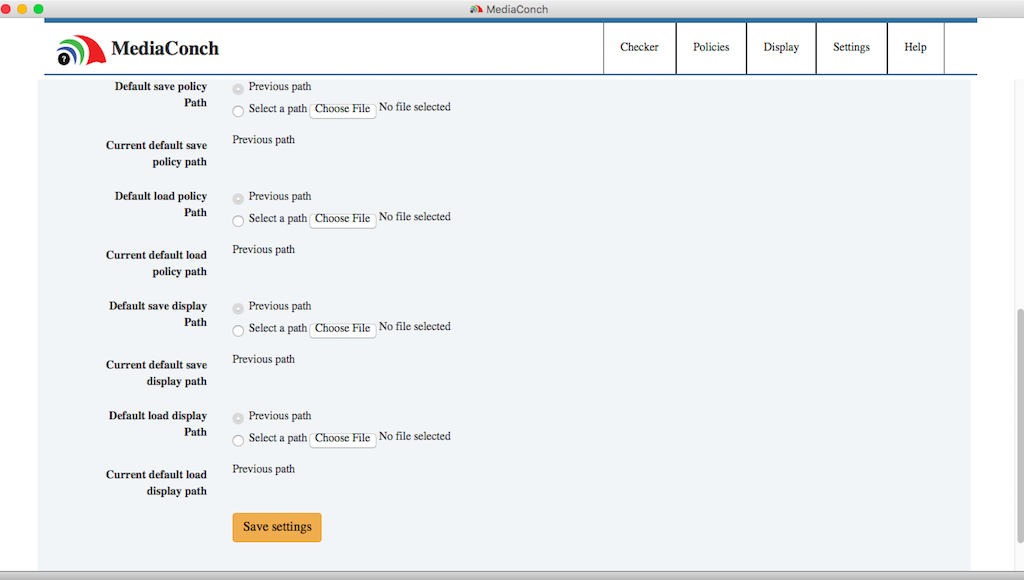 MediaConch
MediaConch
Checker
Policies
Display
Settings
Help
Default save policy
Path
Previous path
Select a path Choose File No file selected
Current default save
policy path
Previous path
Default load policy
Path
Previous path
Select a path Choose File No file selected
Current default load
policy path
Previous path
Default save display
Path
Previous path
Select a path Choose File No file selected
Current default save
display path
Previous path
Default load display
Path
Previous path
Select a path Choose File No file selected
Current default load
display path
Previous path
Save settings